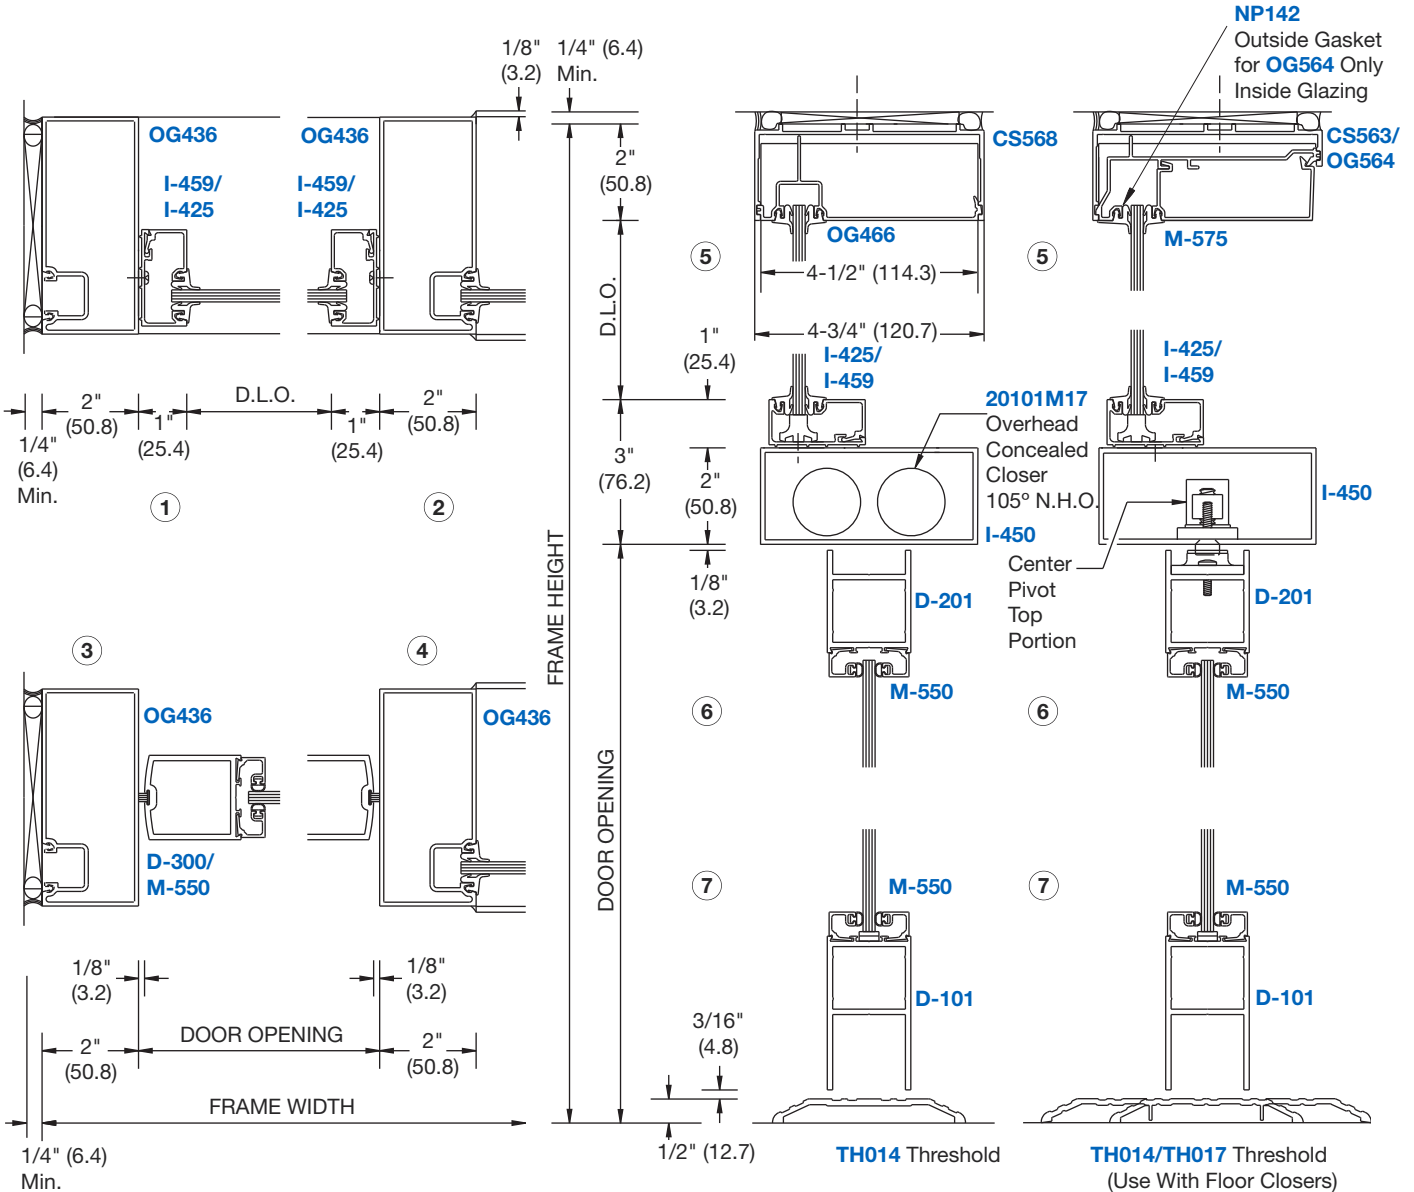 1/8"
(3.2)
1/4" (6.4)
Min.
OG436
OG436
I-459/
I-425
I-459/
I-425
2"
(50.8)
1"
(25.4)
D.L.O.
1"
(25.4)
2"
(50.8)
1/4"
(6.4)
Min.
1
2
3
4
OG436
OG436
D-300/
M-550
1/8"
(3.2)
1/8"
(3.2)
2"
(50.8)
DOOR OPENING
2"
(50.8)
FRAME WIDTH
1/4" (6.4)
Min.
FRAME HEIGHT
2"
(50.8)
D.L.O.
1"
(25.4)
3"
(76.2)
2"
(50.8)
1/8"
(3.2)
DOOR OPENING
3/16"
(4.8)
1/2" (12.7)
CS568
OG466
5
4-1/2" (114.3)
4-3/4" (120.7)
I-425/
I-459
20101M17
Overhead
Concealed
Closer
105º N.H.O.
I-450
D-201
M-550
6
7
M-550
D-101
TH014 Threshold
NP142
Outside Gasket
for OG564 Only
Inside Glazing
CS563/
OG564
M-575
5
I-425/
I-459
I-450
Center
Pivot
Top
Portion
D-201
M-550
6
7
M-550
D-101
TH014/TH017 Threshold
(Use With Floor Closers)